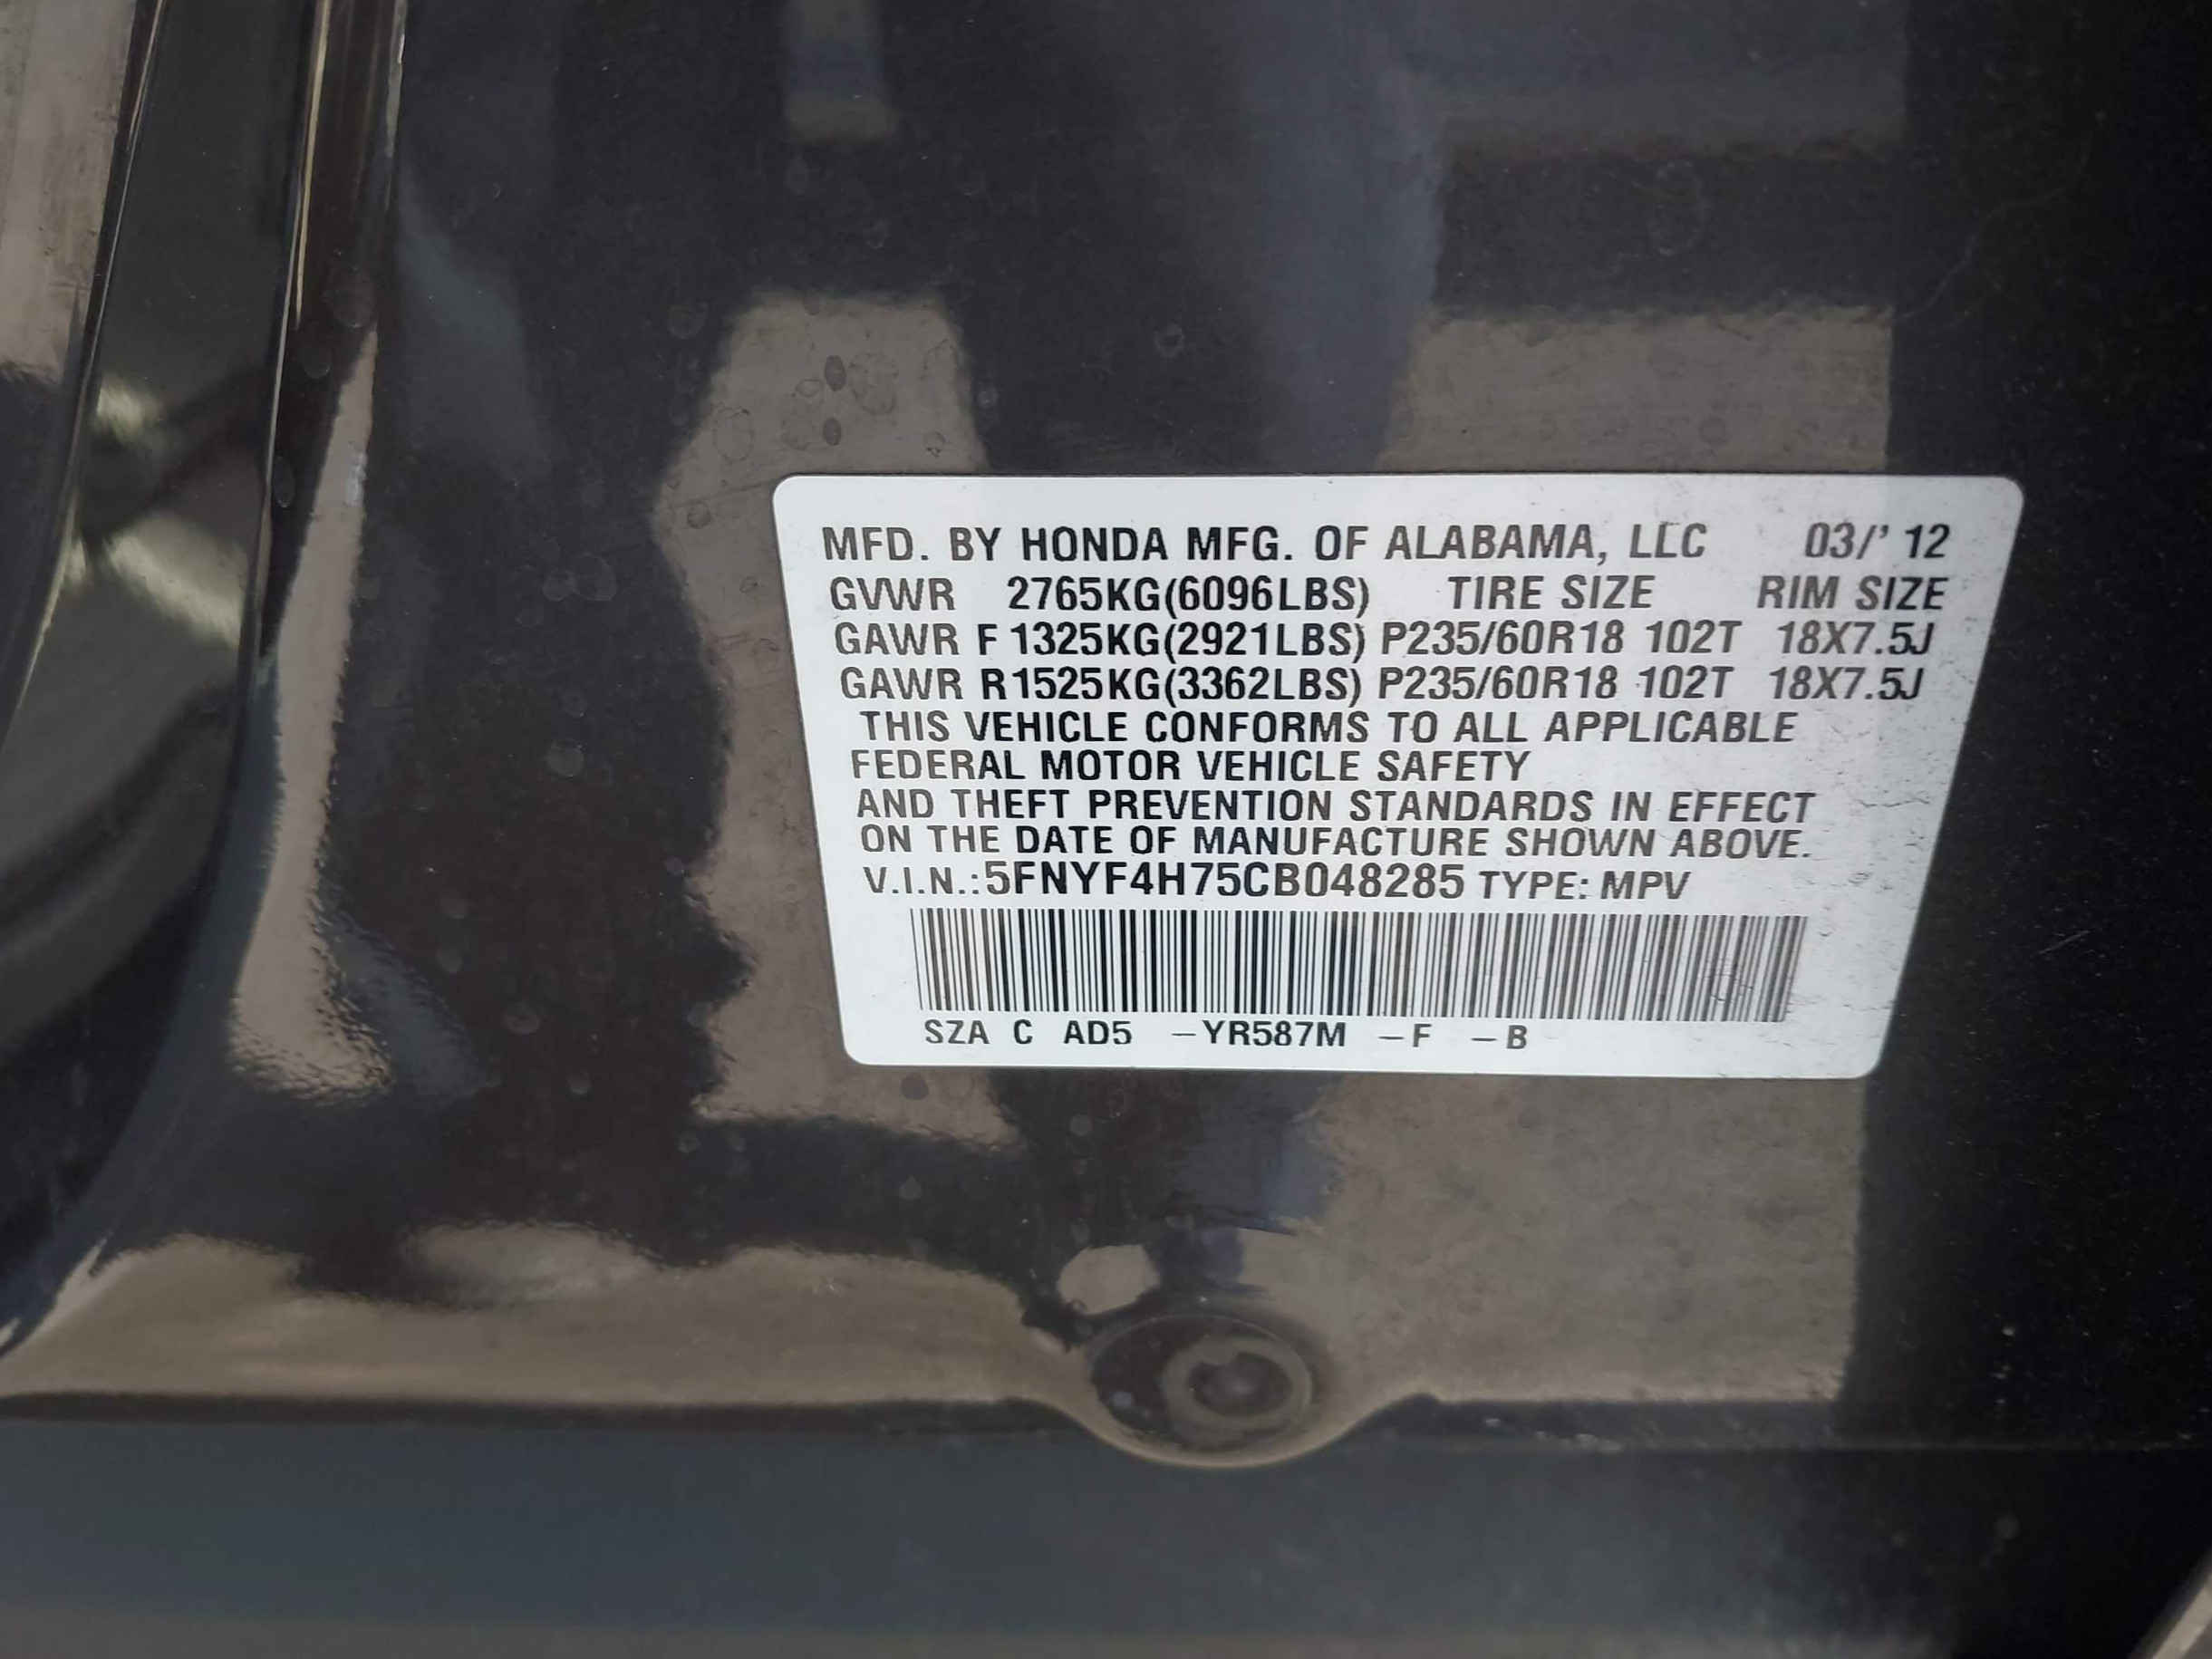 MFD. BY HONDA MFG. OF ALABAMA, LLC 03/' 12
GVWR 2765KG(6096LBS) TIRE SIZE RIM SIZE
GAWR F 1325KG(2921LBS) P235/60R18 102T 18X7.5J
GAWR R1525KG(3362LBS) P235/60R18 102T 18X7.5J
THIS VEHICLE CONFORMS TO ALL APPLICABLE
FEDERAL MOTOR VEHICLE SAFETY
AND THEFT PREVENTION STANDARDS IN EFFECT
ON THE DATE OF MANUFACTURE SHOWN ABOVE.
V.I.N.:5FNYF4H75CB048285 TYPE: MPV
SZA C AD5 –YR587M –F –B